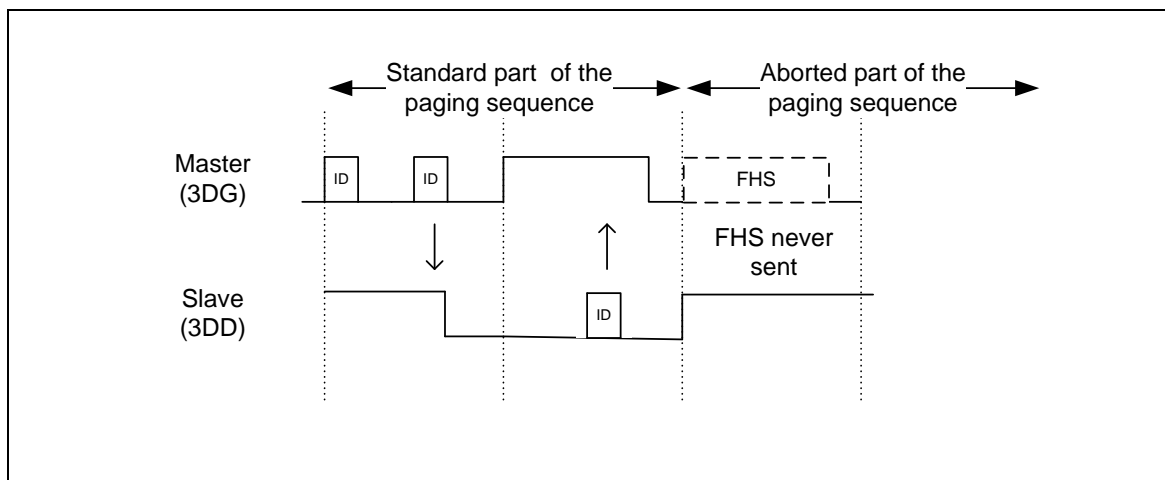 Standard part of the
paging sequence
Aborted part of the
paging sequence
Master
(3DG)
ID
ID
FHS
FHS never
sent
Slave
(3DD)
ID